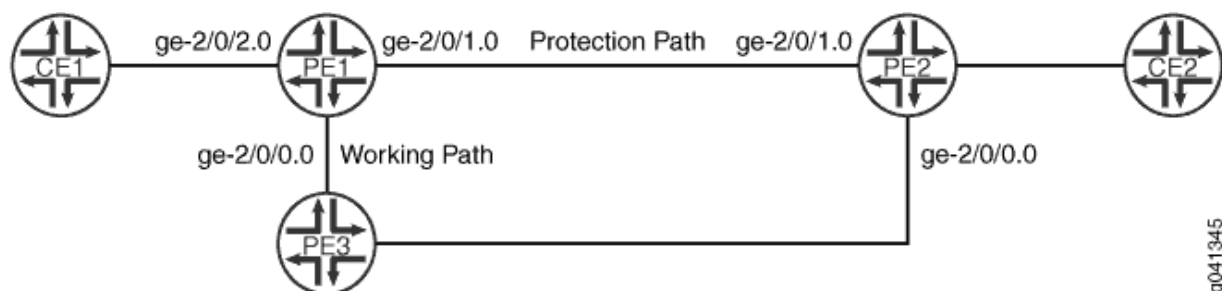 ge-2/0/2.0 ge-2/0/1.0 Protection Path ge-2/0/1.0
CE1 PE1 PE2 CE2
ge-2/0/0.0 Working Path ge-2/0/0.0
PE3
g041345